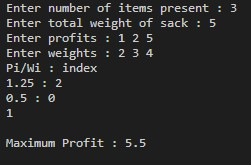 Enter number of items present : 3
Enter total weight of sack : 5
Enter profits : 1 2 5
Enter weights : 2 3 4
Pi/Wi : index
1.25 : 2
0.5 : 0
1
Maximum Profit : 5.5